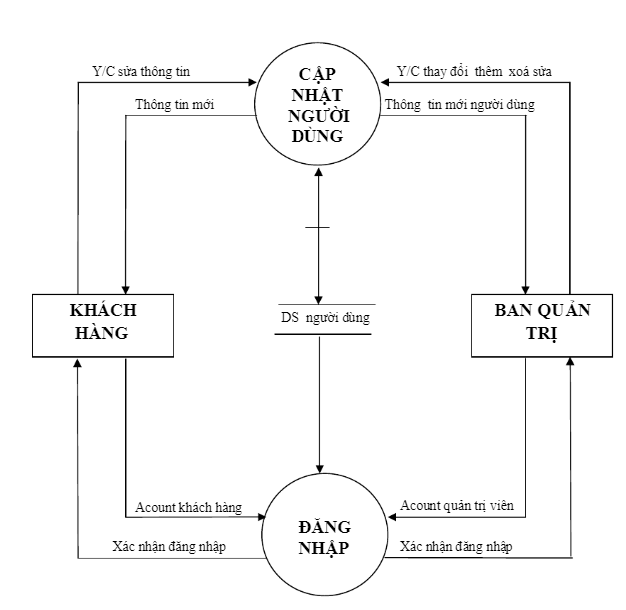 Y/C sửa thông tin
CẬP
NHẬT
NGƯỜI
DÙNG
Y/C thay đổi thêm xoá sửa
Thông tin mới
Thông tin mới người dùng
KHÁCH
HÀNG
DS người dùng
BAN QUẢN
TRỊ
Acount khách hàng
ĐĂNG
NHẬP
Acount quản trị viên
Xác nhận đăng nhập
Xác nhận đăng nhập